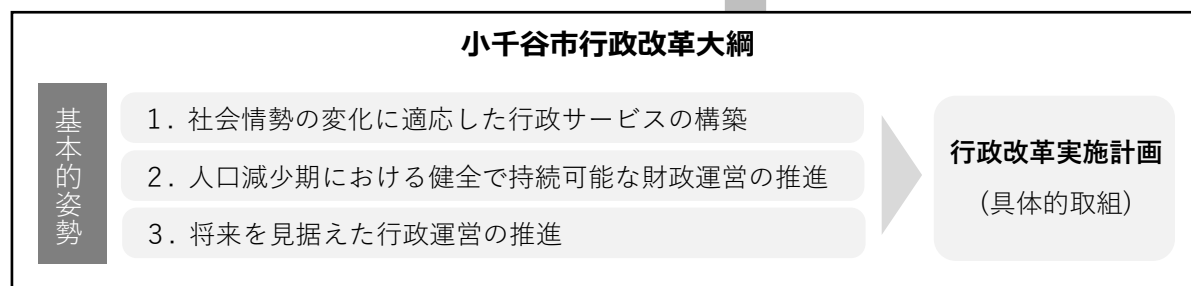 小千谷市行政改革大綱
基本的姿勢
1. 社会情勢の変化に適応した行政サービスの構築
2. 人口減少期における健全で持続可能な財政運営の推進
3. 将来を見据えた行政運営の推進
行政改革実施計画
(具体的取組)